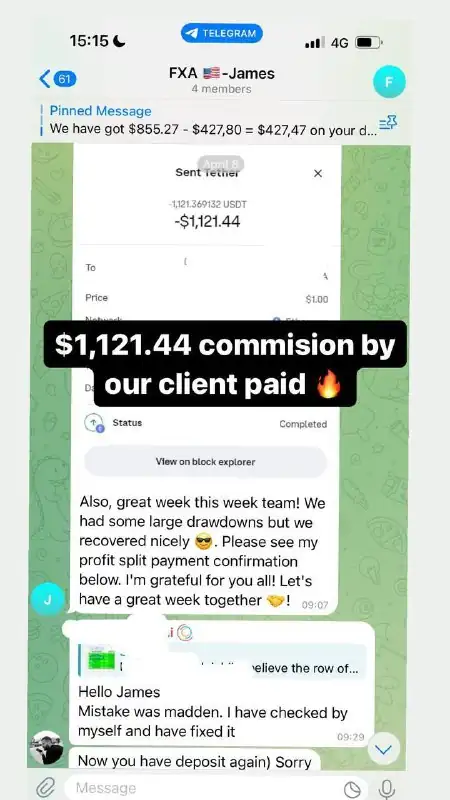 15:15
TELEGRAM
4G
61
FXA 🇺🇸-James
4 members
F
Pinned Message
We have got $855.27 - $427,80 = $427,47 on your d...
April 8
Sent Tether
-1,121.369132 USDT
-$1,121.44
To
Price
$1.00
Network
$1,121.44 commision by
our client paid 🔥
Status
Completed
View on block explorer
Also, great week this week team! We
had some large drawdowns but we
recovered nicely 😎. Please see my
profit split payment confirmation
below. I'm grateful for you all! Let's
have a great week together 🤝!
09:07
J
believe the row of...
Hello James
Mistake was madden. I have checked by
myself and have fixed it
09:29
Now you have deposit again) Sorry
Message